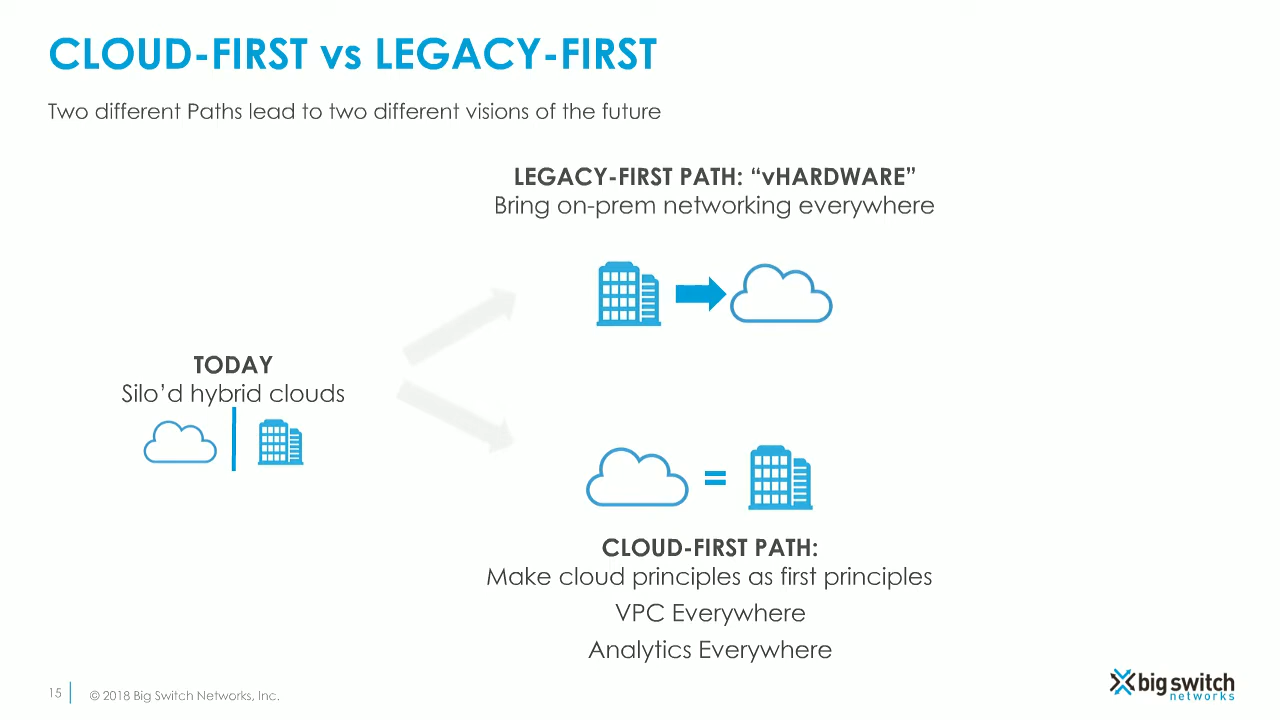 CLOUD-FIRST vs LEGACY-FIRST
Two different Paths lead to two different visions of the future
LEGACY-FIRST PATH: “vHARDWARE”
Bring on-prem networking everywhere
TODAY
Silo’d hybrid clouds
=
CLOUD-FIRST PATH:
Make cloud principles as first principles
VPC Everywhere
Analytics Everywhere
15
© 2018 Big Switch Networks, Inc.
big switch
networks